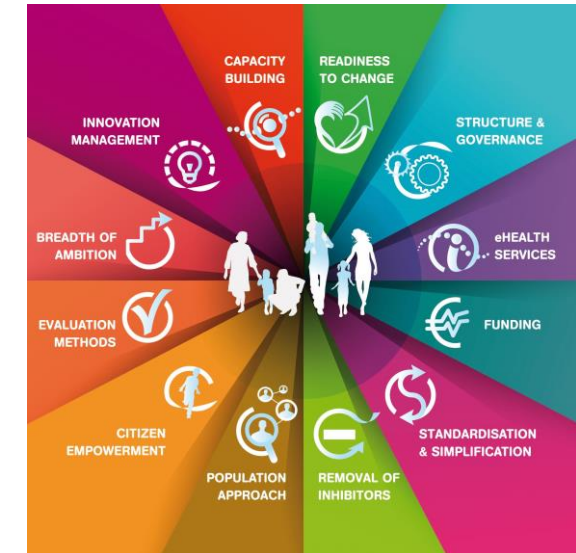 CAPACITY
BUILDING
READINESS
TO CHANGE
STRUCTURE &
GOVERNANCE
eHEALTH
SERVICES
FUNDING
STANDARDISATION
& SIMPLIFICATION
REMOVAL OF
INHIBITORS
POPULATION
APPROACH
CITIZEN
EMPOWERMENT
EVALUATION
METHODS
BREADTH OF
AMBITION
INNOVATION
MANAGEMENT